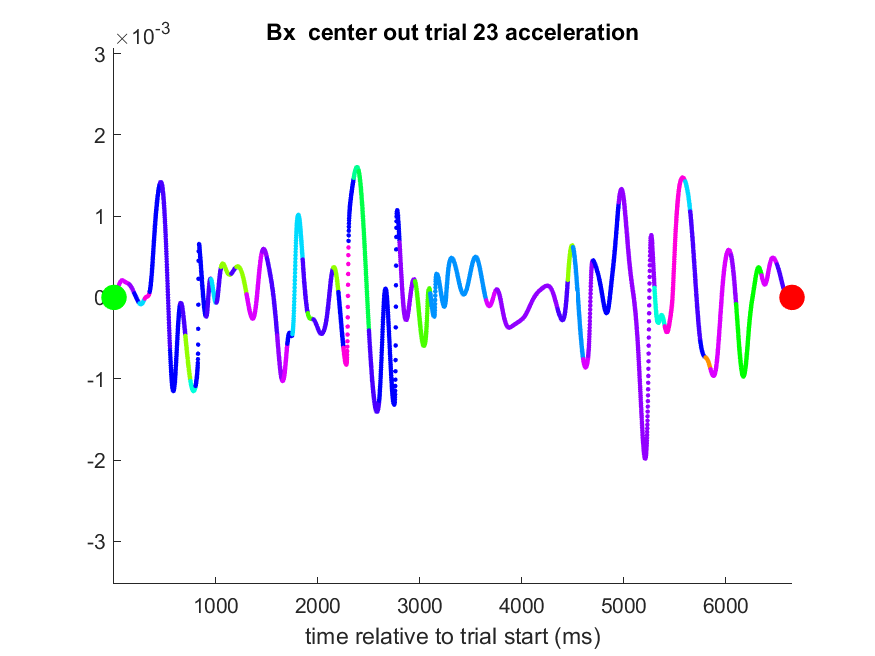 Bx  center out trial 23 acceleration
×10⁻³
3
2
1
0
-1
-2
-3
1000 2000 3000 4000 5000 6000
time relative to trial start (ms)